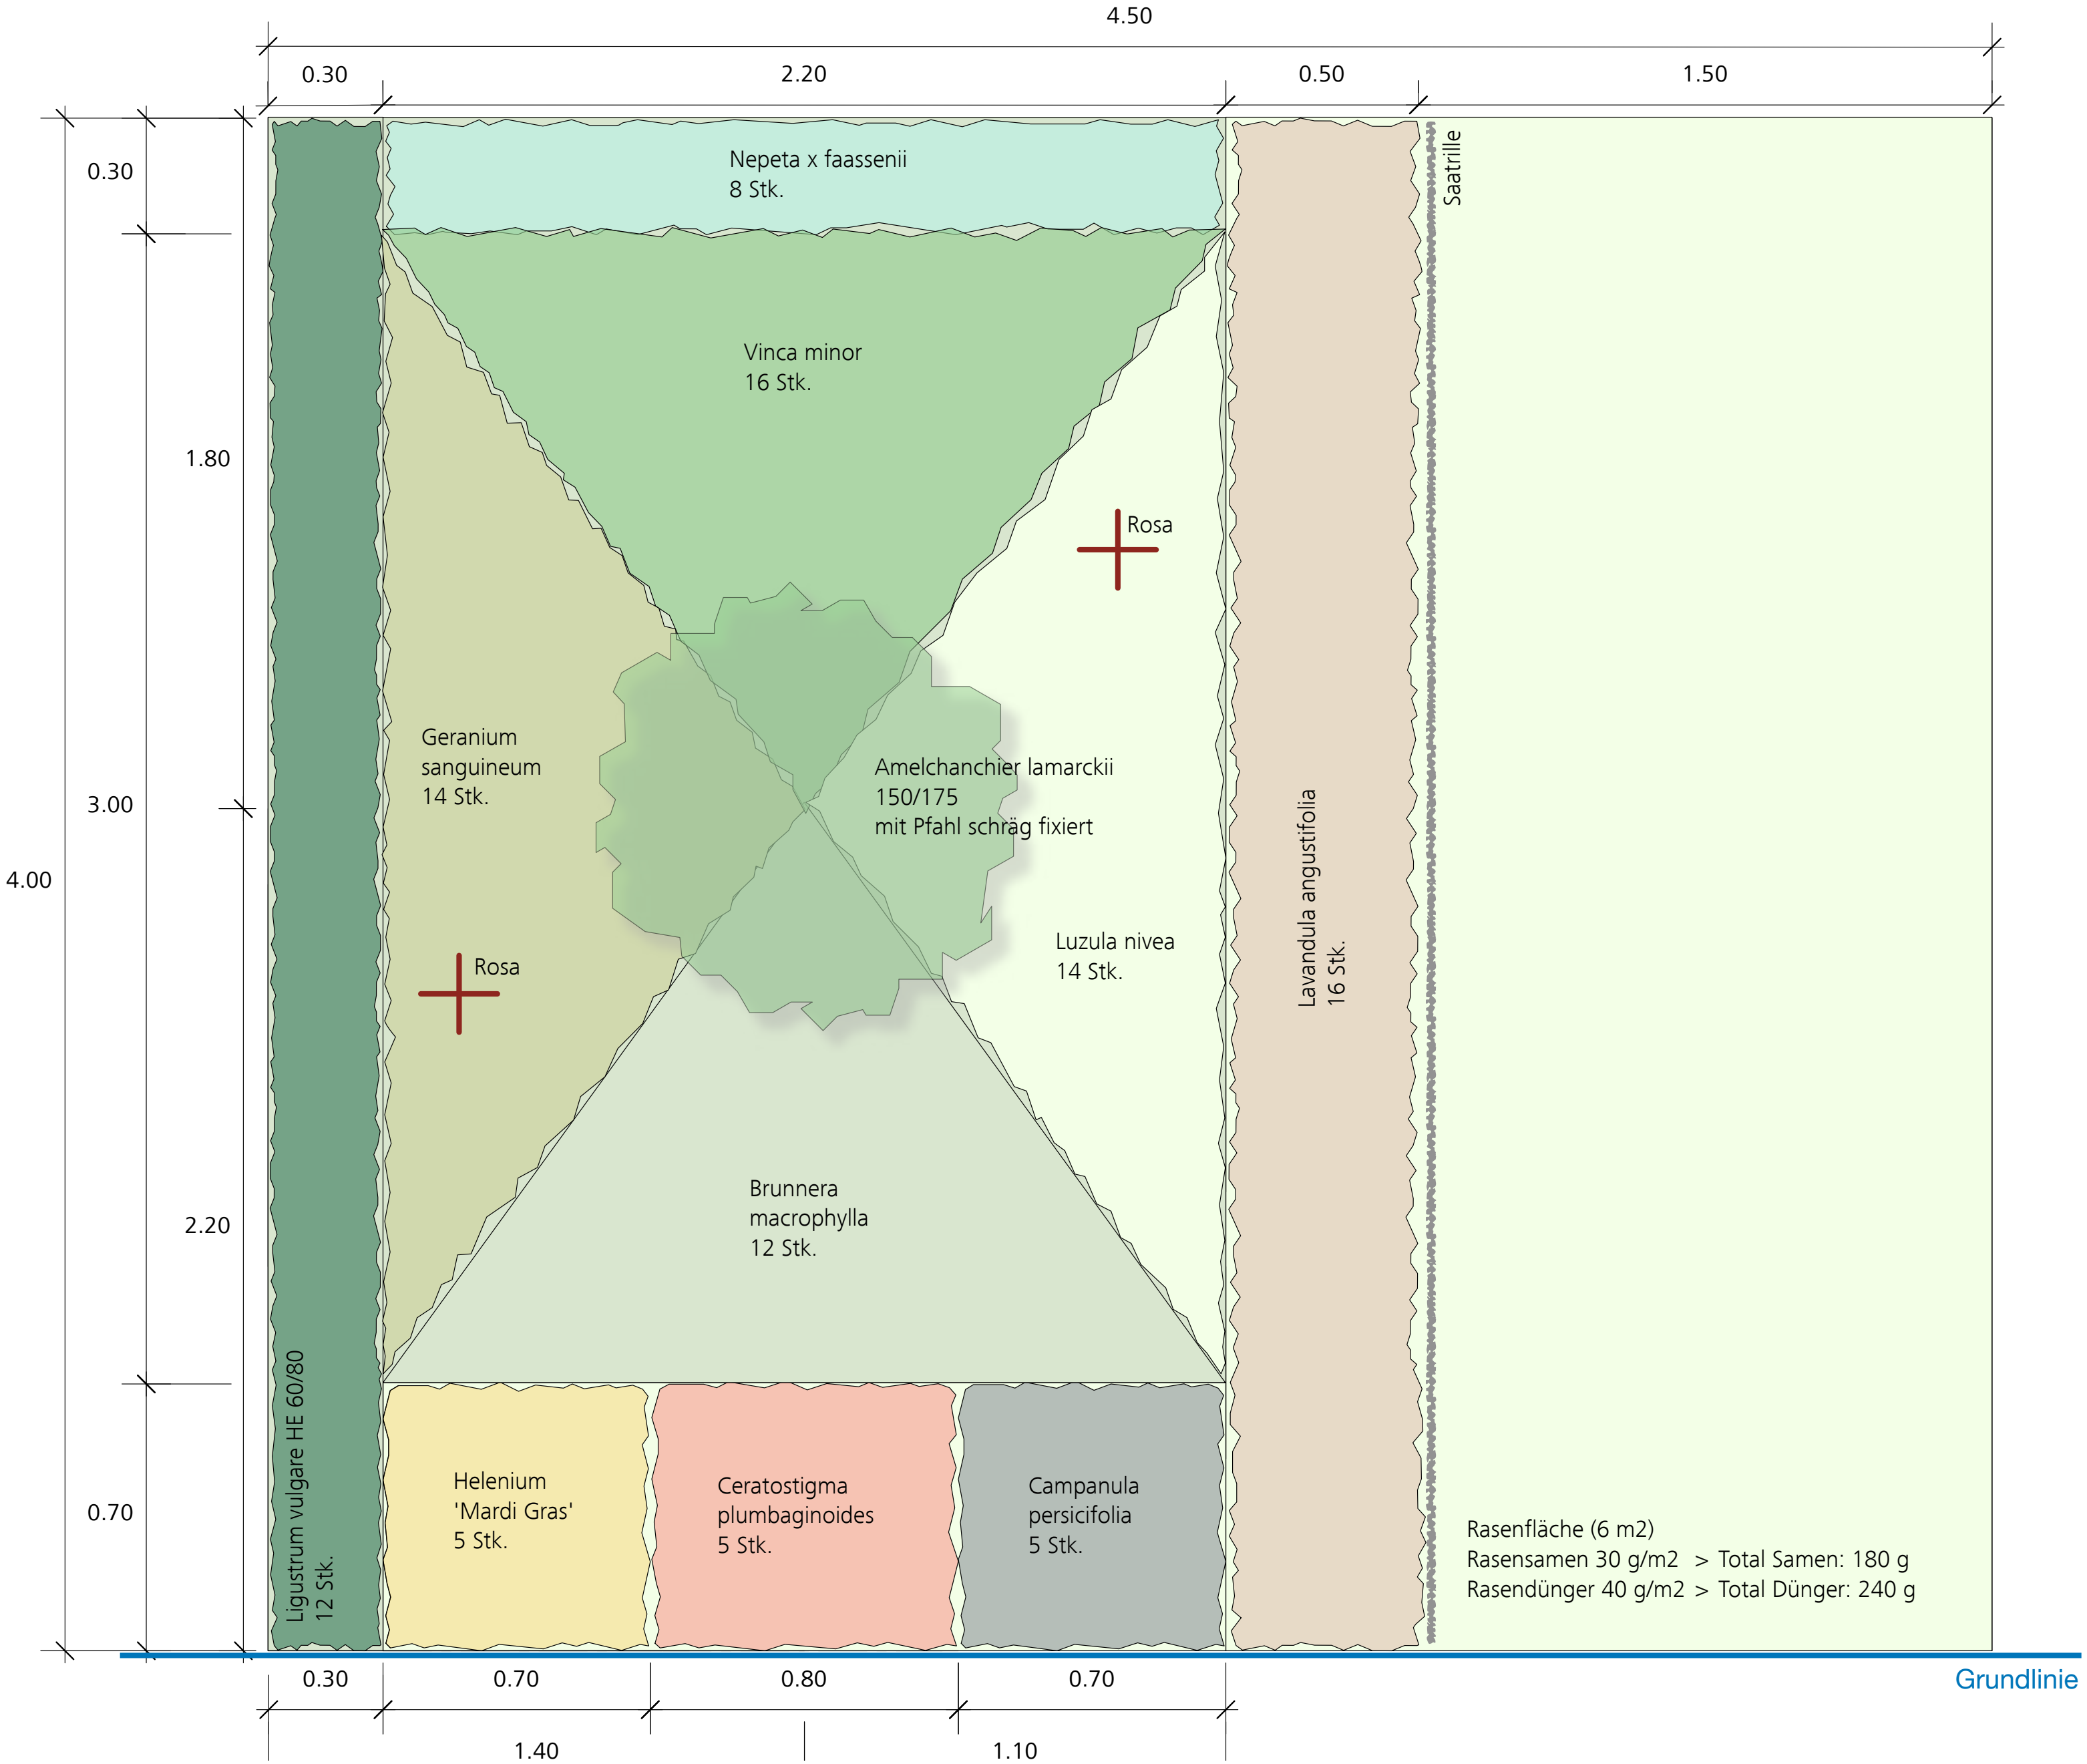 4.50
0.30
2.20
0.50
1.50
0.30
Nepeta x faassenii
8 Stk.
Saatrille
Vinca minor
16 Stk.
1.80
Rosa
Geranium
sanguineum
14 Stk.
Amelchanchier lamarckii
150/175
mit Pfahl schräg fixiert
3.00
4.00
Lavandula angustifolia
16 Stk.
Luzula nivea
14 Stk.
Rosa
Brunnera
macrophylla
12 Stk.
2.20
Ligustrum vulgare HE 60/80
12 Stk.
Helenium
'Mardi Gras'
5 Stk.
Ceratostigma
plumbaginoides
5 Stk.
Campanula
persicifolia
5 Stk.
0.70
Rasenfläche (6 m2)
Rasensamen 30 g/m2 > Total Samen: 180 g
Rasendünger 40 g/m2 > Total Dünger: 240 g
Grundlinie
0.30
0.70
0.80
0.70
1.40
1.10